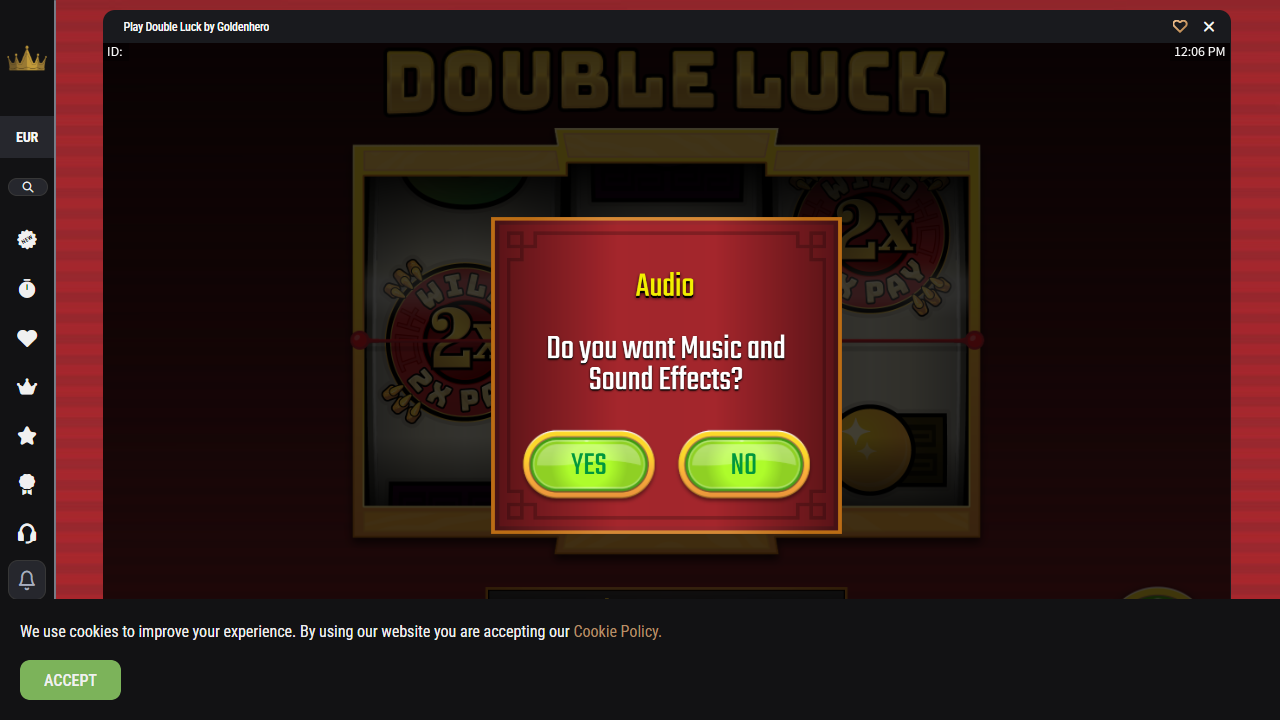 Play Double Luck by Goldenhero
ID:
12:06 PM
DOUBLE LUCK
EUR
NEW
WILD
2x
2X PAY
WILD
2x
2X PAY
Audio
Do you want Music and
Sound Effects?
YES
NO
We use cookies to improve your experience. By using our website you are accepting our Cookie Policy.
ACCEPT